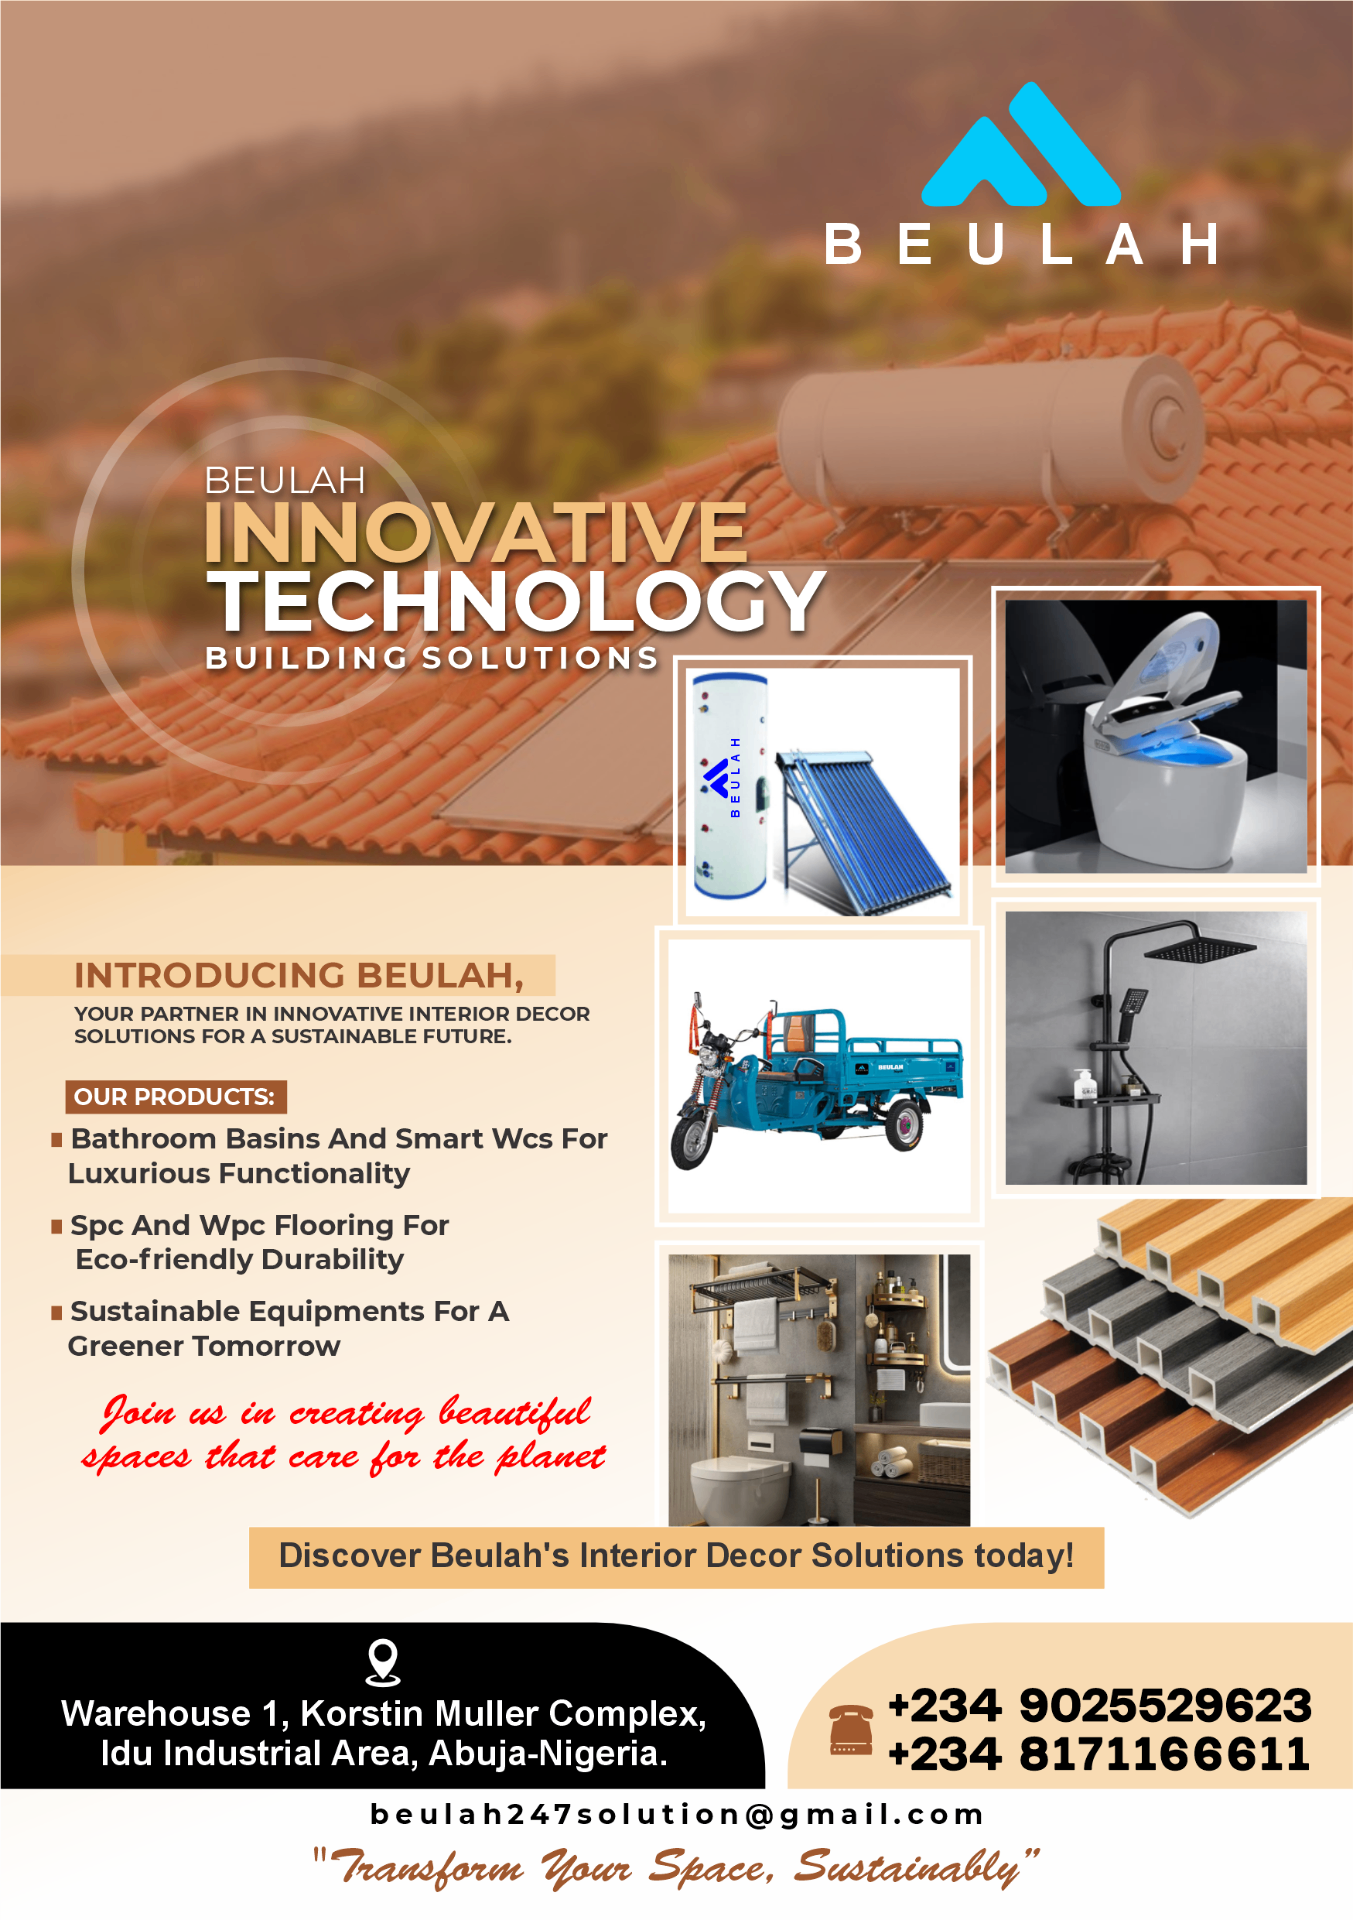 BEULAH
BEULAH
INNOVATIVE
TECHNOLOGY
BUILDING SOLUTIONS
BEULAH
INTRODUCING BEULAH,
YOUR PARTNER IN INNOVATIVE INTERIOR DECOR
SOLUTIONS FOR A SUSTAINABLE FUTURE.
BEULAH
OUR PRODUCTS:
Bathroom Basins And Smart Wcs For
Luxurious Functionality
Spc And Wpc Flooring For
Eco-friendly Durability
Sustainable Equipments For A
Greener Tomorrow
Join us in creating beautiful
spaces that care for the planet
Discover Beulah's Interior Decor Solutions today!
Warehouse 1, Korstin Muller Complex,
Idu Industrial Area, Abuja-Nigeria.
+234 9025529623
+234 8171166611
beulah247solution@gmail.com
"Transform Your Space, Sustainably”